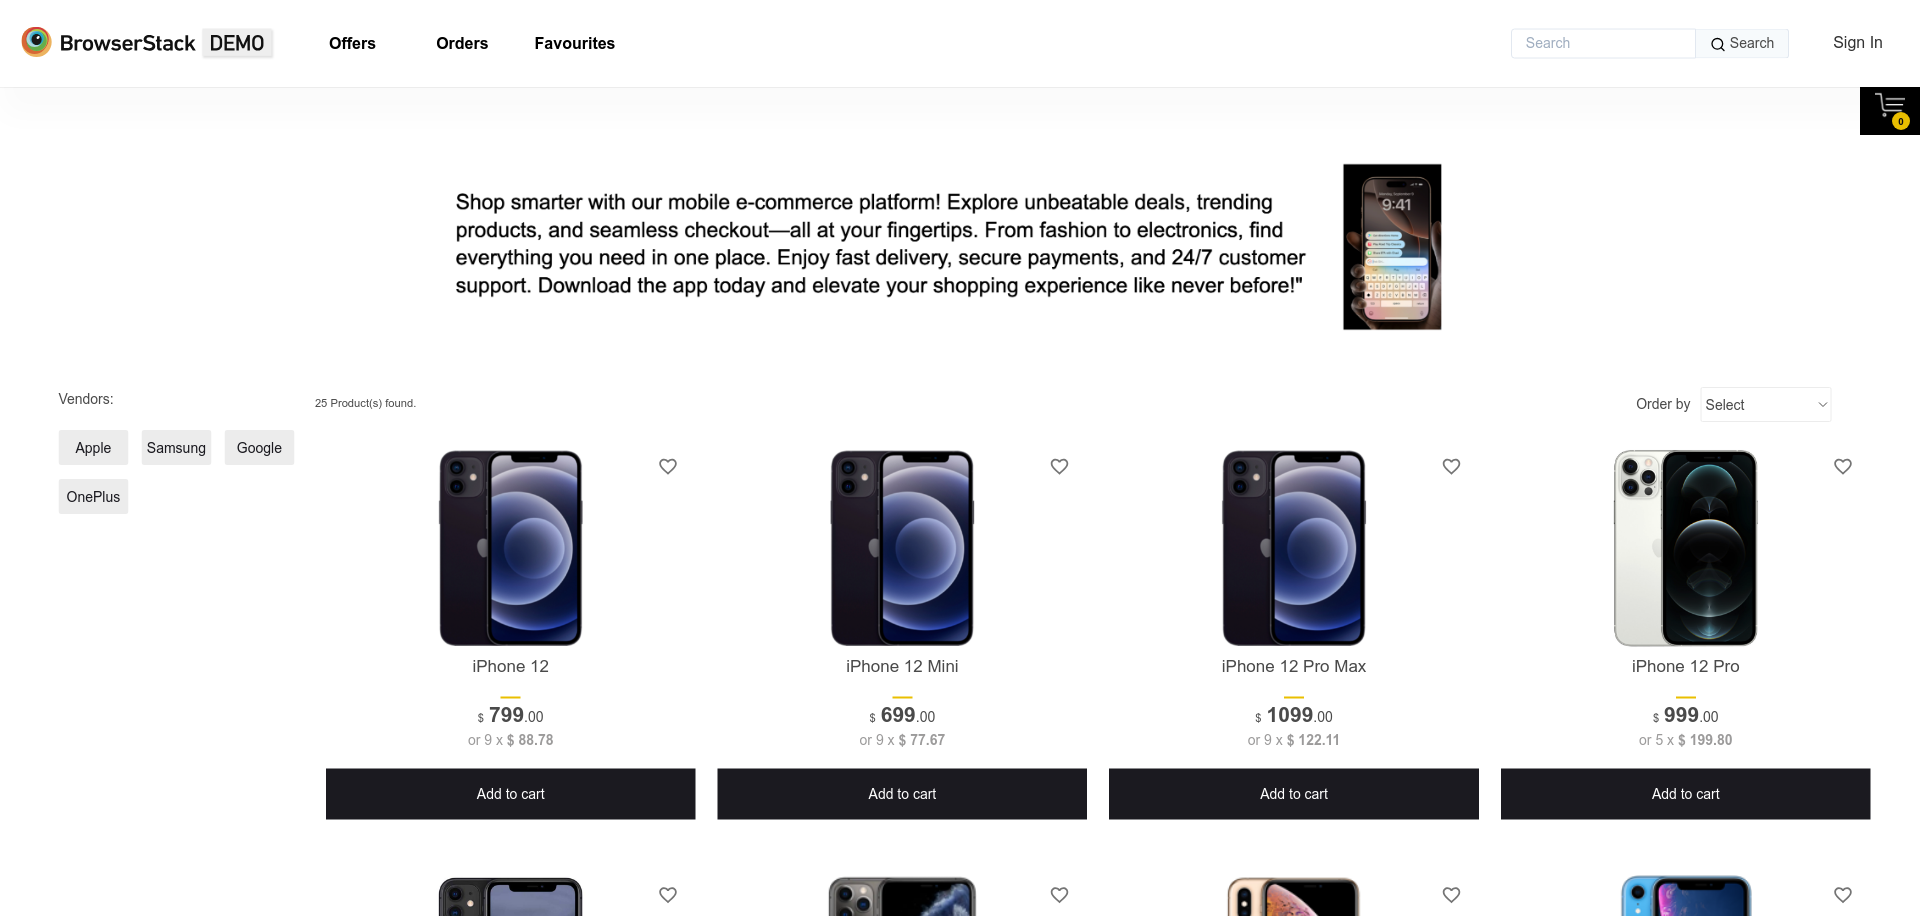 BrowserStack DEMO
Offers
Orders
Favourites
Search
Search
Sign In
0
Shop smarter with our mobile e-commerce platform! Explore unbeatable deals, trending
products, and seamless checkout—all at your fingertips. From fashion to electronics, find
everything you need in one place. Enjoy fast delivery, secure payments, and 24/7 customer
support. Download the app today and elevate your shopping experience like never before!"
9:41
Vendors:
Apple
Samsung
Google
OnePlus
25 Product(s) found.
Order by
Select
iPhone 12
$ 799.00
or 9 x $ 88.78
Add to cart
iPhone 12 Mini
$ 699.00
or 9 x $ 77.67
Add to cart
iPhone 12 Pro Max
$ 1099.00
or 9 x $ 122.11
Add to cart
iPhone 12 Pro
$ 999.00
or 5 x $ 199.80
Add to cart